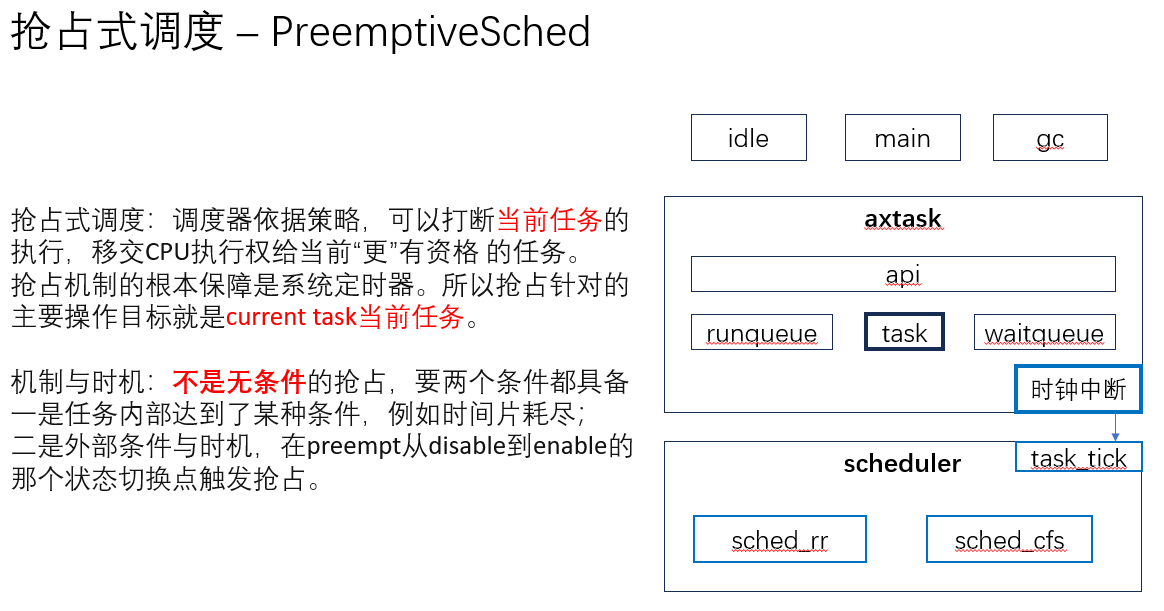 抢占式调度 – PreemptiveSched
抢占式调度：调度器依据策略，可以打断当前任务的
执行，移交CPU执行权给当前“更”有资格 的任务。
抢占机制的根本保障是系统定时器。所以抢占针对的
主要操作目标就是current task当前任务。
机制与时机：不是无条件的抢占，要两个条件都具备
一是任务内部达到了某种条件，例如时间片耗尽；
二是外部条件与时机，在preempt从disable到enable的
那个状态切换点触发抢占。
idle
main
gc
axtask
api
runqueue
task
waitqueue
时钟中断
scheduler
task_tick
sched_rr
sched_cfs